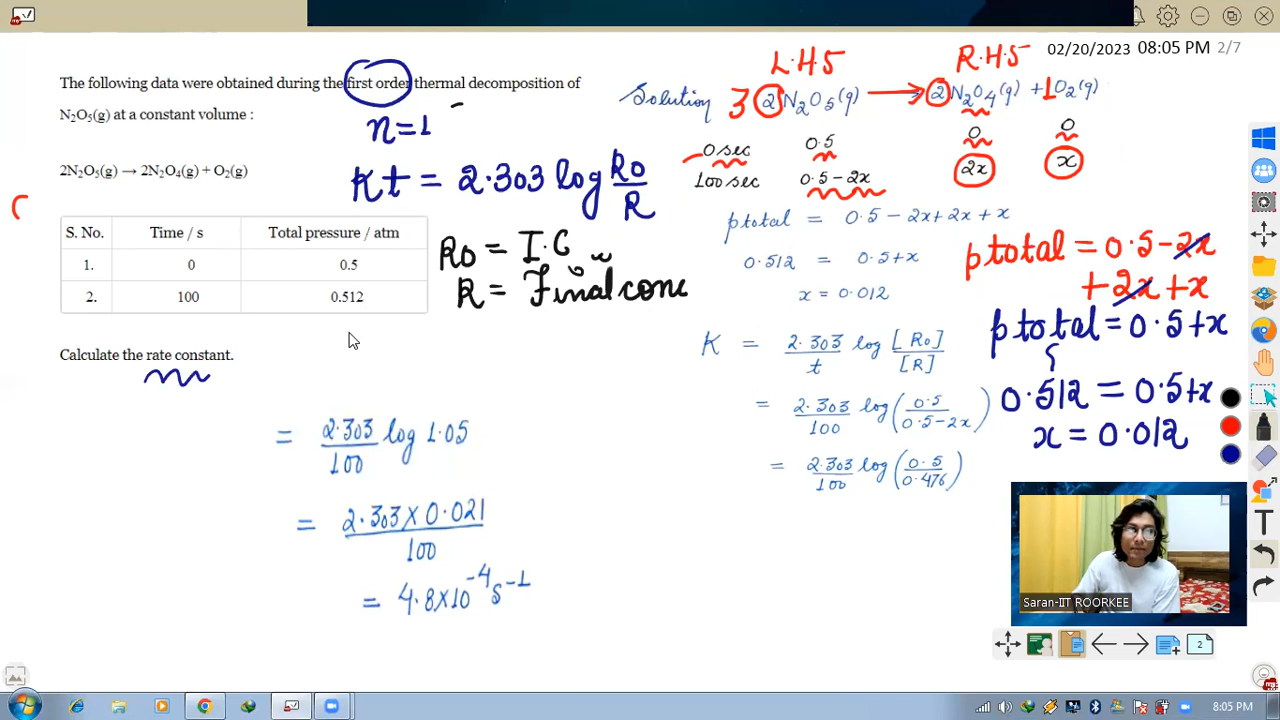 02/20/2023 08:05 PM 2/7
The following data were obtained during the first order thermal decomposition of
N₂O₅(g) at a constant volume :
n=1
2N₂O₅(g) → 2N₂O₄(g) + O₂(g)
Kt = 2.303 log R0/R
S. No. Time / s Total pressure / atm
1. 0 0.5
2. 100 0.512
R0 = I.C
R = Final conc
Calculate the rate constant.
= 2.303/100 log 1.05
= 2.303 X 0.021 / 100
= 4.8×10⁻⁴ s⁻¹
L.H.S R.H.S
Solution 3 2N₂O₅(g) → 2N₂O₄(g) + 1O₂(g)
0 sec 0.5 0 0
100 sec 0.5-2x 2x x
ptotal = 0.5-2x+2x+x
0.512 = 0.5+x
x = 0.012
K = 2.303/t log [R0]/[R]
= 2.303/100 log (0.5/0.5-2x)
= 2.303/100 log (0.5/0.476)
ptotal = 0.5-2x
+2x+x
ptotal = 0.5+x
0.512 = 0.5+x
x = 0.012
Saran-IIT ROORKEE
2
8:05 PM